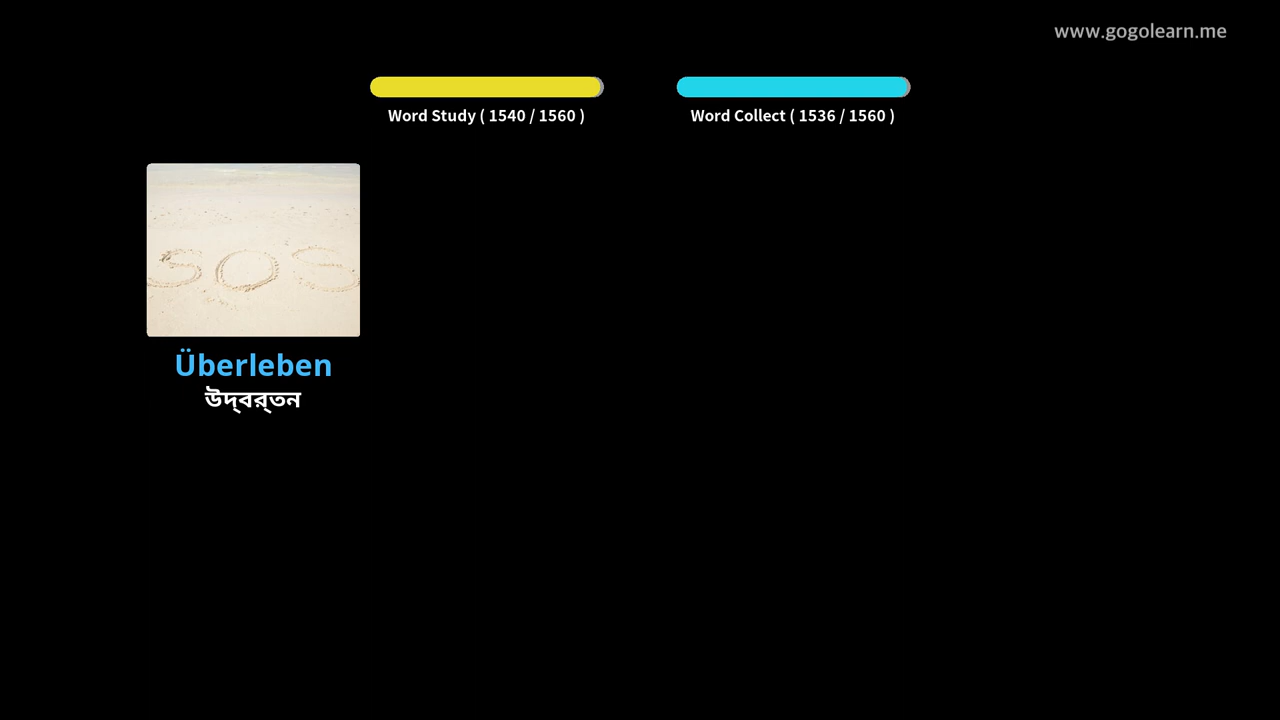 www.gogolearn.me
Word Study ( 1540 / 1560 )
Word Collect ( 1536 / 1560 )
SOS
Überleben
উদ্‌বর্তন